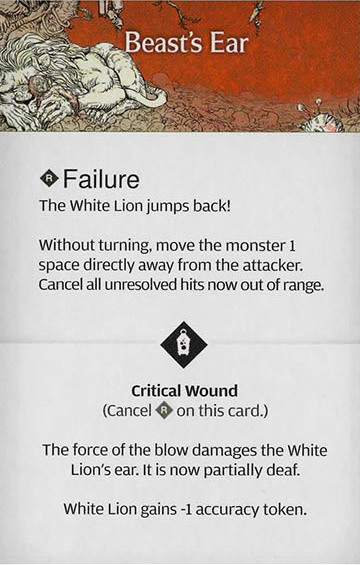 Beast's Ear
R Failure
The White Lion jumps back!
Without turning, move the monster 1
space directly away from the attacker.
Cancel all unresolved hits now out of range.
Critical Wound
(Cancel R on this card.)
The force of the blow damages the White
Lion's ear. It is now partially deaf.
White Lion gains -1 accuracy token.